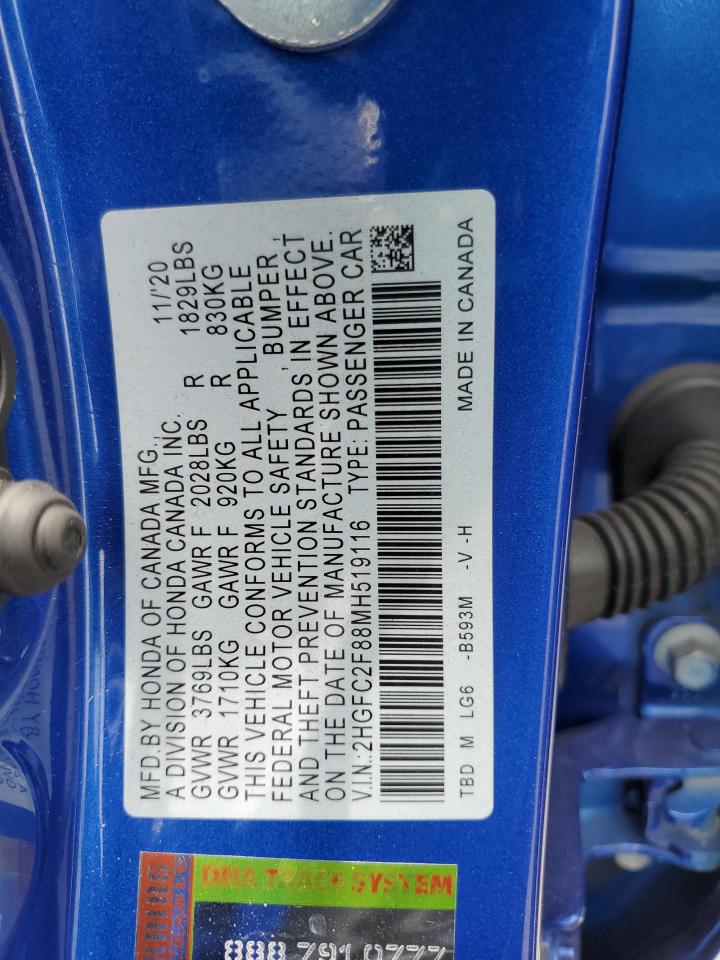 MFD.BY HONDA OF CANADA MFG., 11/'20
A DIVISION OF HONDA CANADA INC.
GVWR 3769LBS GAWR F 2028LBS R 1829LBS
GVWR 1710KG GAWR F 920KG R 830KG
THIS VEHICLE CONFORMS TO ALL APPLICABLE
FEDERAL MOTOR VEHICLE SAFETY , BUMPER ,
AND THEFT PREVENTION STANDARDS IN EFFECT
ON THE DATE OF MANUFACTURE SHOWN ABOVE.
V.I.N.:2HGFC2F88MH519116 TYPE: PASSENGER CAR
TBD M LG6 -B593M -V -H MADE IN CANADA
DNA TRACE SYSTEM
888 791 0777